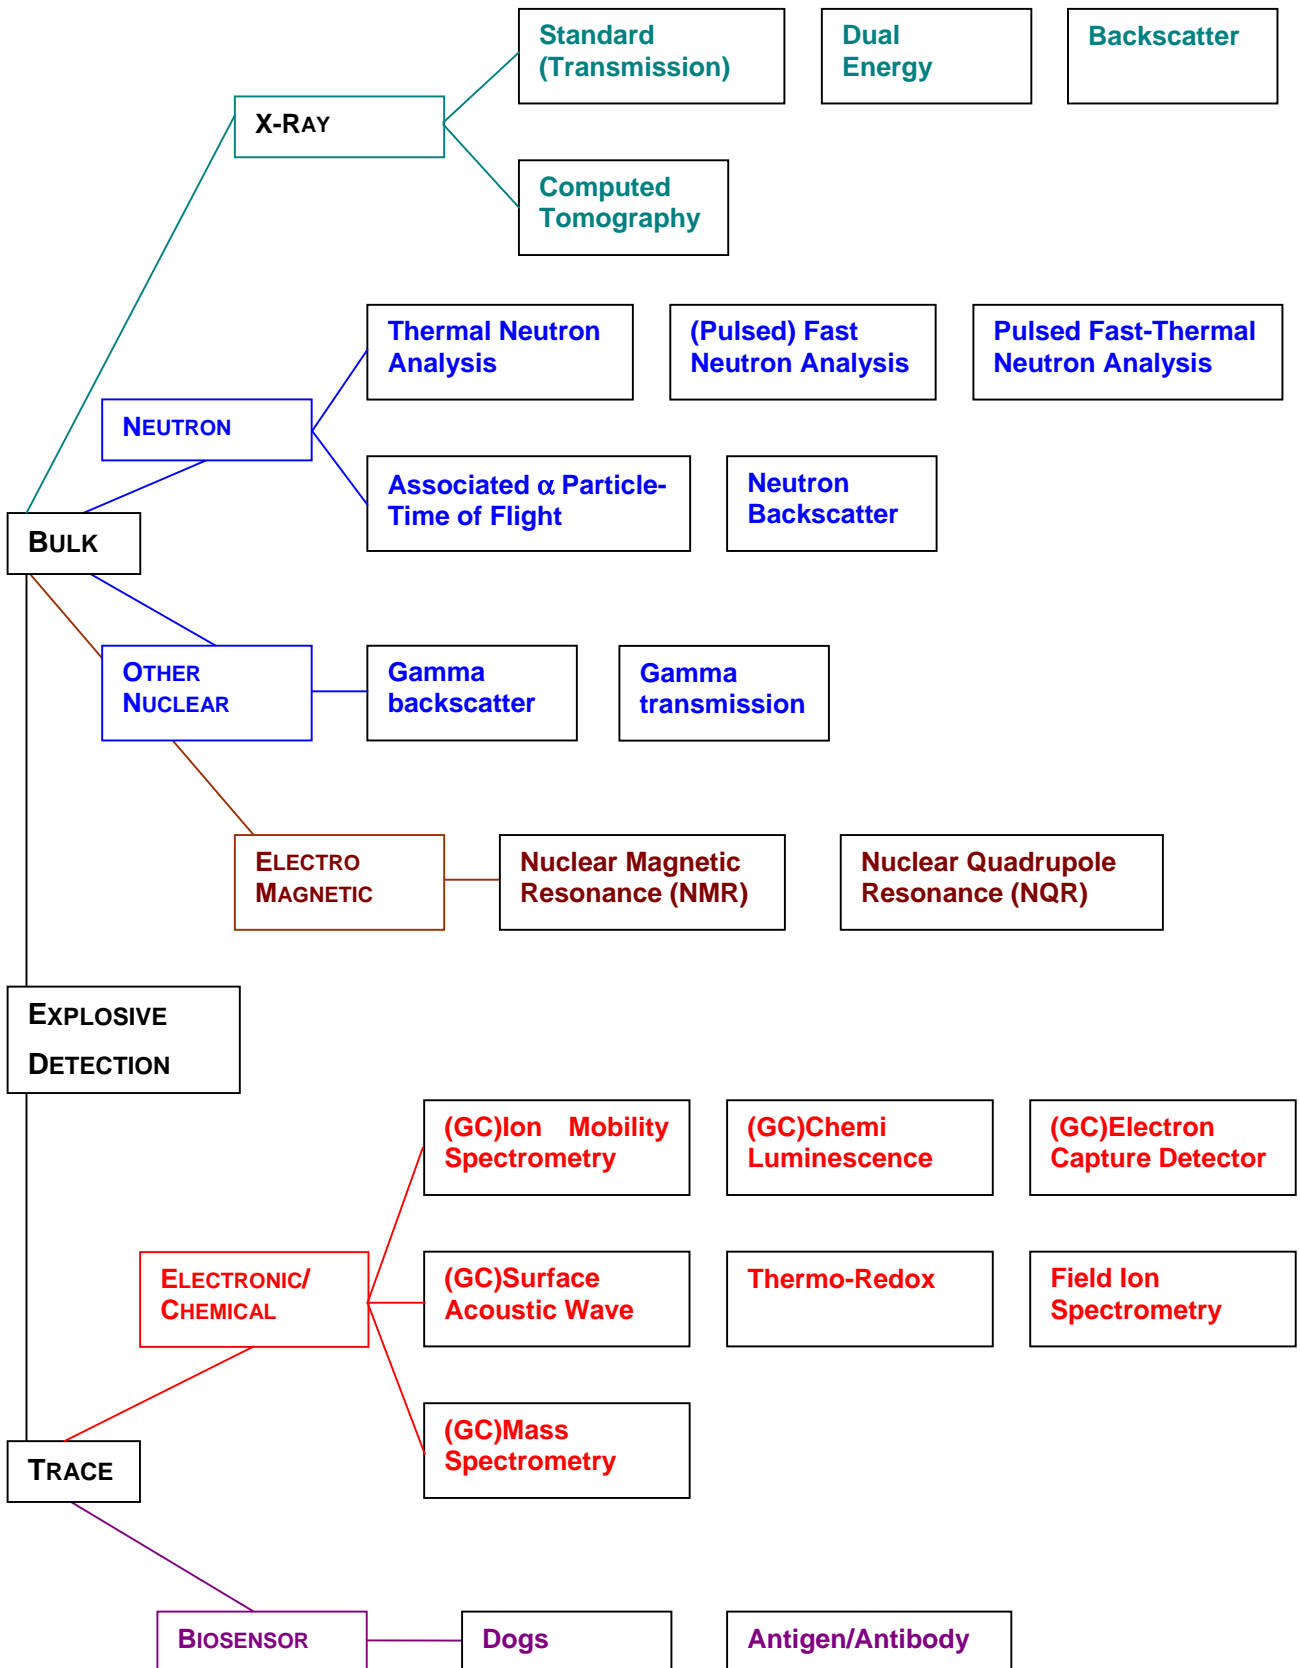 Standard
(Transmission)
Dual
Energy
Backscatter
X-RAY
Computed
Tomography
Thermal Neutron
Analysis
(Pulsed) Fast
Neutron Analysis
Pulsed Fast-Thermal
Neutron Analysis
NEUTRON
Associated α Particle-
Time of Flight
Neutron
Backscatter
BULK
OTHER
NUCLEAR
Gamma
backscatter
Gamma
transmission
ELECTRO
MAGNETIC
Nuclear Magnetic
Resonance (NMR)
Nuclear Quadrupole
Resonance (NQR)
EXPLOSIVE
DETECTION
(GC)Ion Mobility
Spectrometry
(GC)Chemi
Luminescence
(GC)Electron
Capture Detector
ELECTRONIC/
CHEMICAL
(GC)Surface
Acoustic Wave
Thermo-Redox
Field Ion
Spectrometry
(GC)Mass
Spectrometry
TRACE
BIOSENSOR
Dogs
Antigen/Antibody